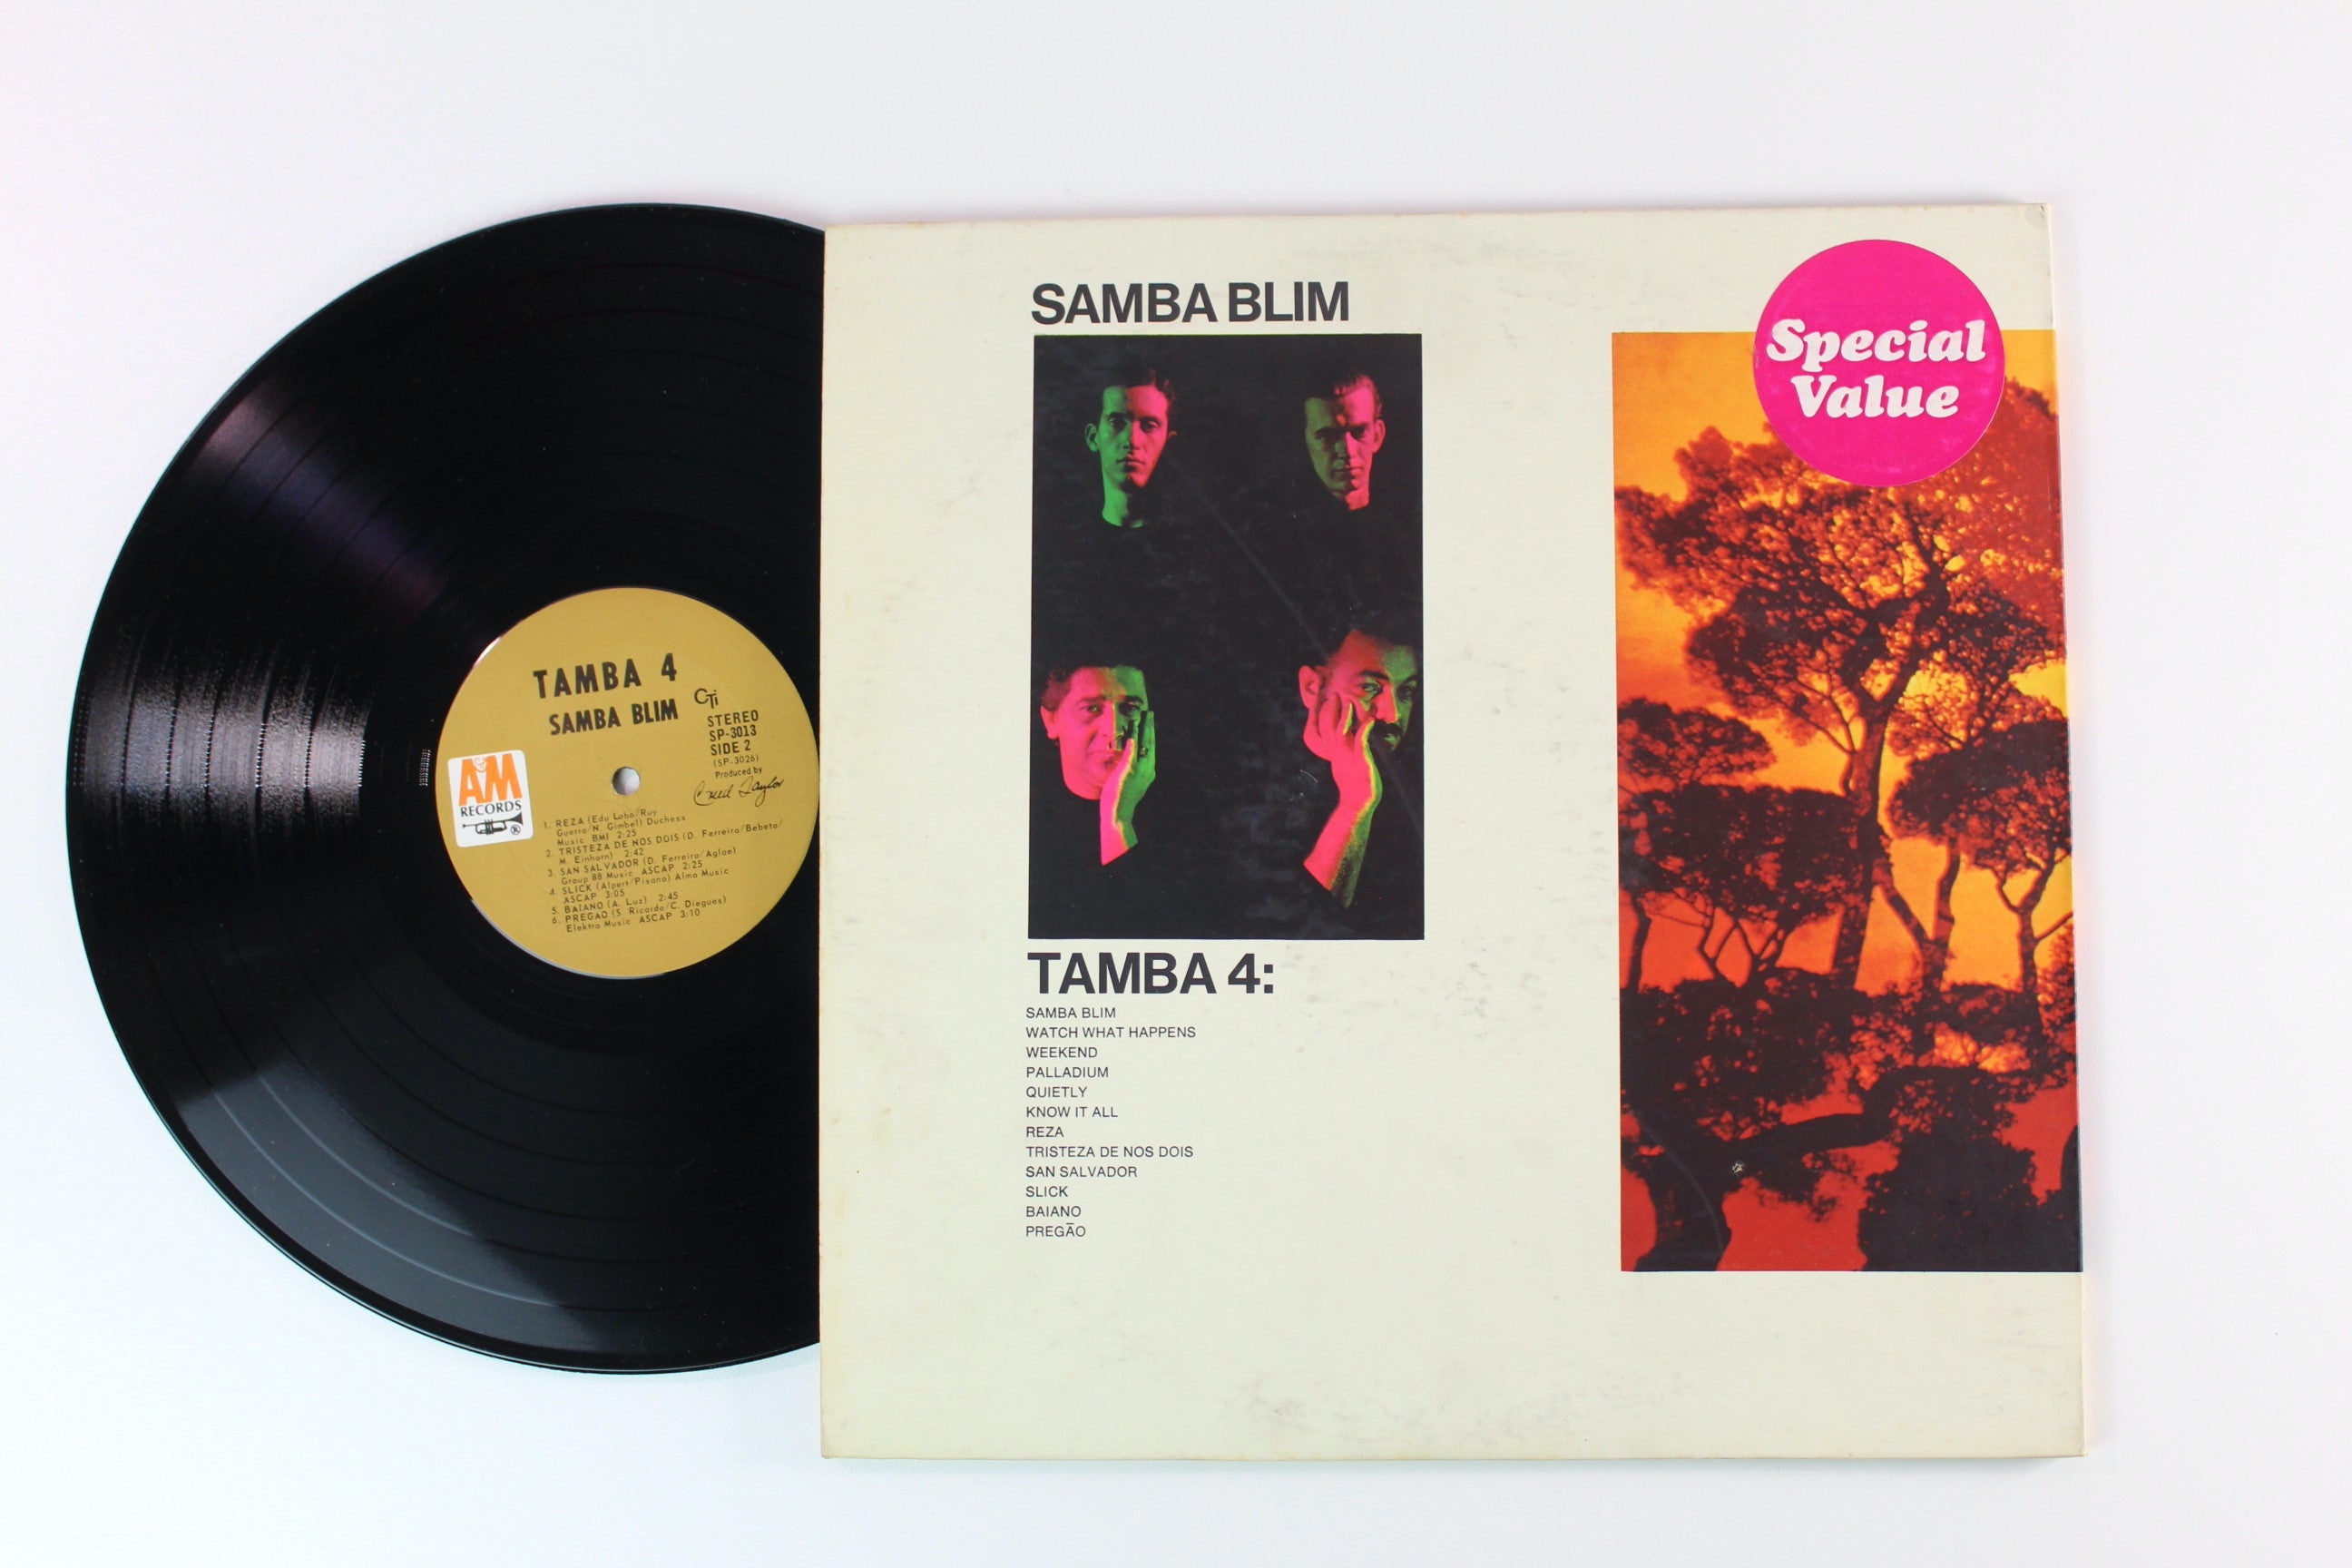 TAMBA 4
SAMBA BLIM
CTi
STEREO
SP-3013
SIDE 2
(SP-3026)
Produced by
Creed Taylor
A&M
RECORDS
®
1. REZA (Edu Lobo/Ruy
Guerra/N. Gimbel) Duchess
Music BMI 2:25
2. TRISTEZA DE NOS DOIS (D. Ferreira/Bebeto/
M. Einhorn) 2:42
3. SAN SALVADOR (D. Ferreira/Aglae)
Group 88 Music ASCAP 2:25
4. SLICK (Alpert/Pisano) Almo Music
ASCAP 3:05
5. BAIANO (A. Luz) 2:45
6. PREGAO (S. Ricardo/C. Diegues)
Elektra Music ASCAP 3:10
SAMBA BLIM
TAMBA 4:
SAMBA BLIM
WATCH WHAT HAPPENS
WEEKEND
PALLADIUM
QUIETLY
KNOW IT ALL
REZA
TRISTEZA DE NOS DOIS
SAN SALVADOR
SLICK
BAIANO
PREGÃO
Special
Value